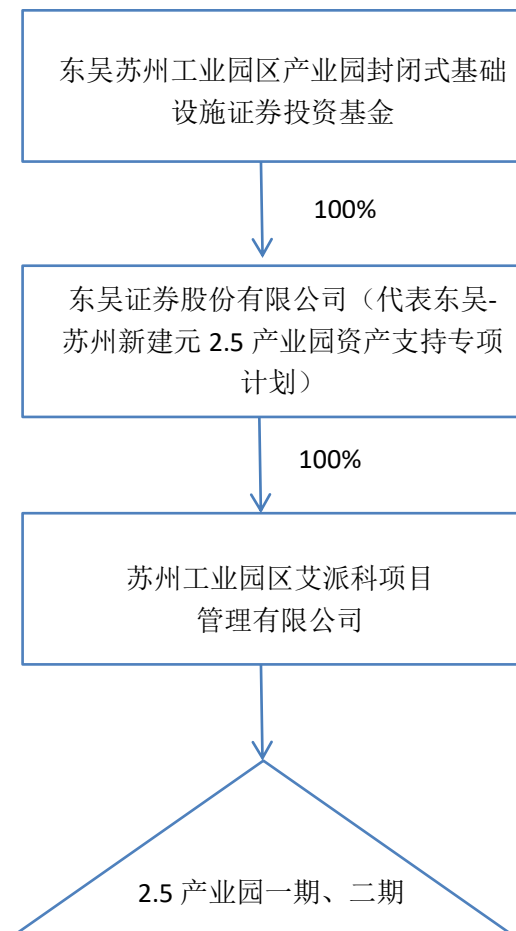 东吴苏州工业园区产业园封闭式基础
设施证券投资基金
100%
东吴证券股份有限公司（代表东吴-
苏州新建元 2.5 产业园资产支持专项
计划）
100%
苏州工业园区艾派科项目
管理有限公司
2.5 产业园一期、二期